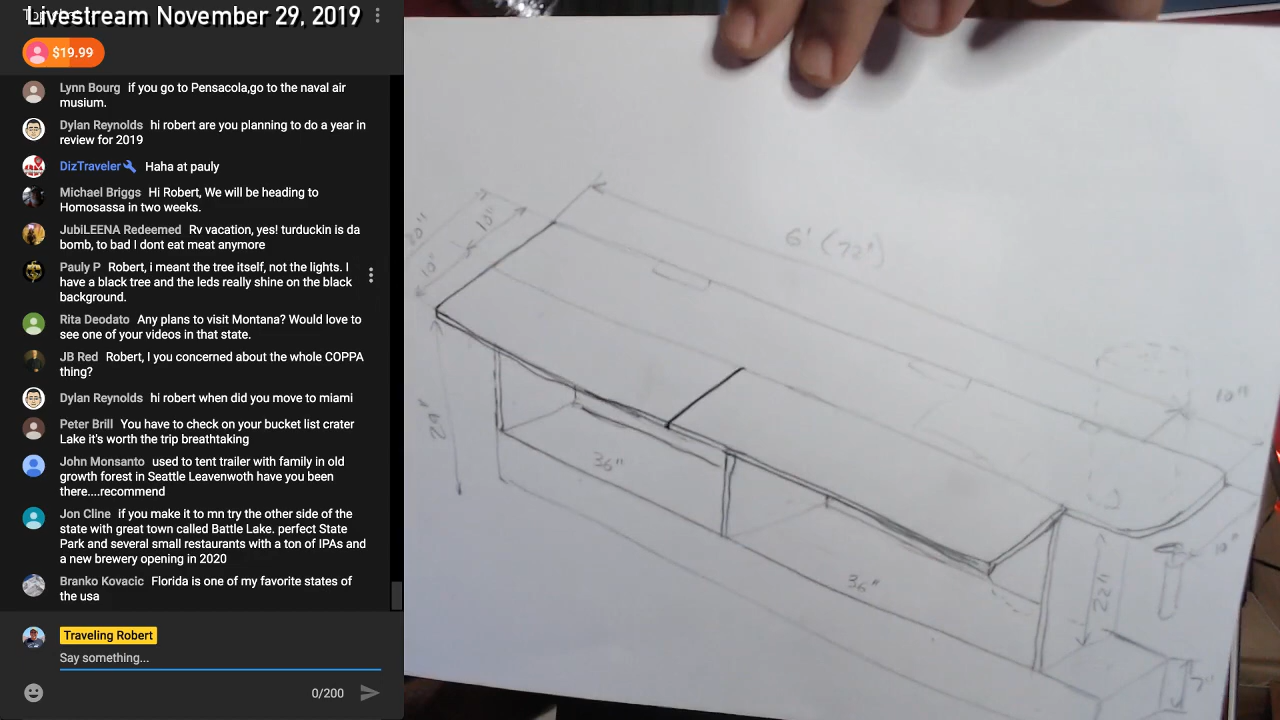 Livestream November 29, 2019
$19.99
Lynn Bourg if you go to Pensacola,go to the naval air
musium.
Dylan Reynolds hi robert are you planning to do a year in
review for 2019
DizTraveler Haha at pauly
Michael Briggs Hi Robert, We will be heading to
Homosassa in two weeks.
JubiLEENA Redeemed Rv vacation, yes! turduckin is da
bomb, to bad I dont eat meat anymore
Pauly P Robert, i meant the tree itself, not the lights. I
have a black tree and the leds really shine on the black
background.
Rita Deodato Any plans to visit Montana? Would love to
see one of your videos in that state.
JB Red Robert, I you concerned about the whole COPPA
thing?
Dylan Reynolds hi robert when did you move to miami
Peter Brill You have to check on your bucket list crater
Lake it's worth the trip breathtaking
John Monsanto used to tent trailer with family in old
growth forest in Seattle Leavenwoth have you been
there....recommend
Jon Cline if you make it to mn try the other side of the
state with great town called Battle Lake. perfect State
Park and several small restaurants with a ton of IPAs and
a new brewery opening in 2020
Branko Kovacic Florida is one of my favorite states of
the usa
Traveling Robert
Say something...
0/200
20"
10"
10"
6' (72")
10"
29"
36"
36"
22"
10"
7"